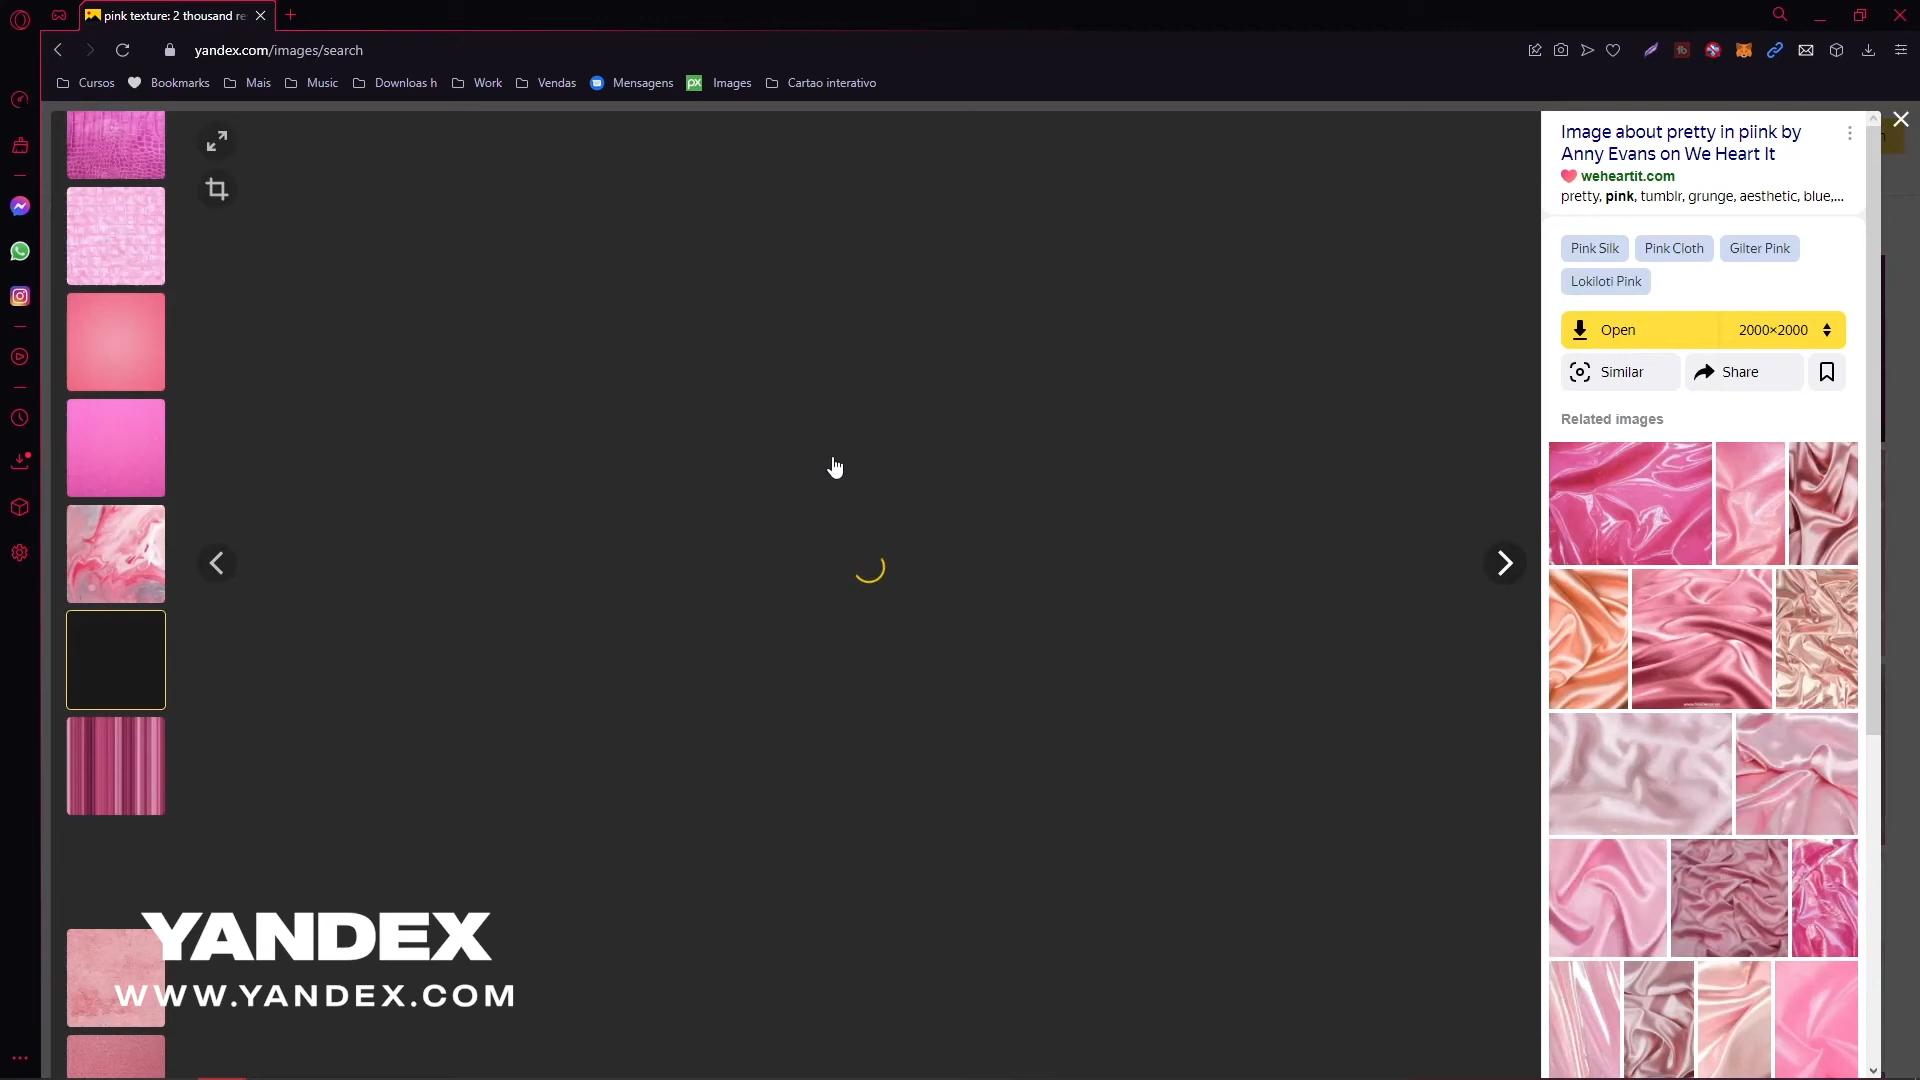 pink texture: 2 thousand re
yandex.com/images/search
Cursos
Bookmarks
Mais
Music
Downloas h
Work
Vendas
Mensagens
px
Images
Cartao interativo
Image about pretty in piink by
Anny Evans on We Heart It
weheartit.com
pretty, pink, tumblr, grunge, aesthetic, blue,...
Pink Silk
Pink Cloth
Gilter Pink
Lokiloti Pink
Open
2000×2000
Similar
Share
Related images
YANDEX
WWW.YANDEX.COM